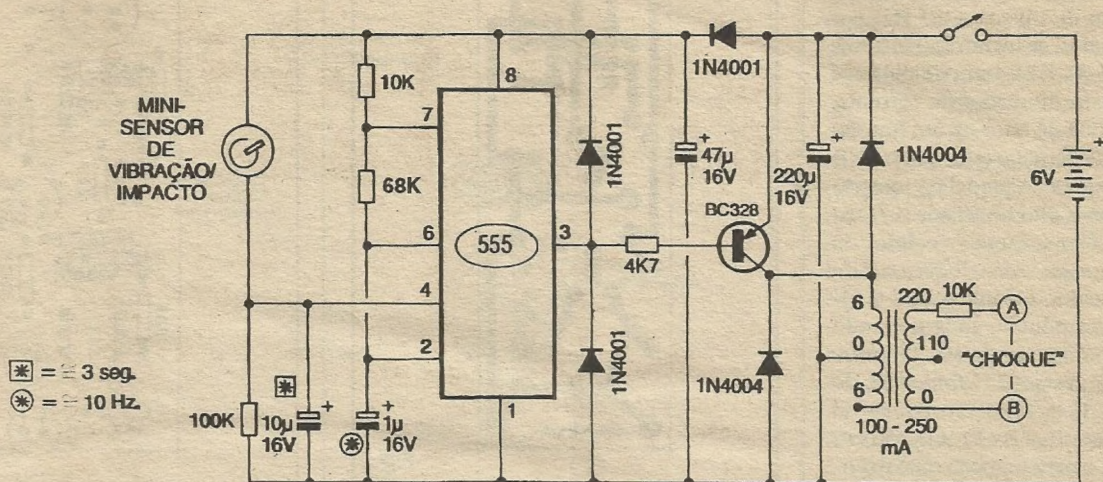 MINI-
SENSOR
DE
VIBRAÇÃO/
IMPACTO
10K
68K
7
8
6
4
2
3
1
555
1N4001
1N4001
1N4001
47µ
16V
+
220µ
16V
+
1N4004
6V
+
BC328
4K7
1N4004
6
0
6
220
110
0
10K
A
B
"CHOQUE"
100 - 250
mA
100K
10µ
16V
+
1µ
16V
+
* = ≅ 3 seg.
* = ≅ 10 Hz.